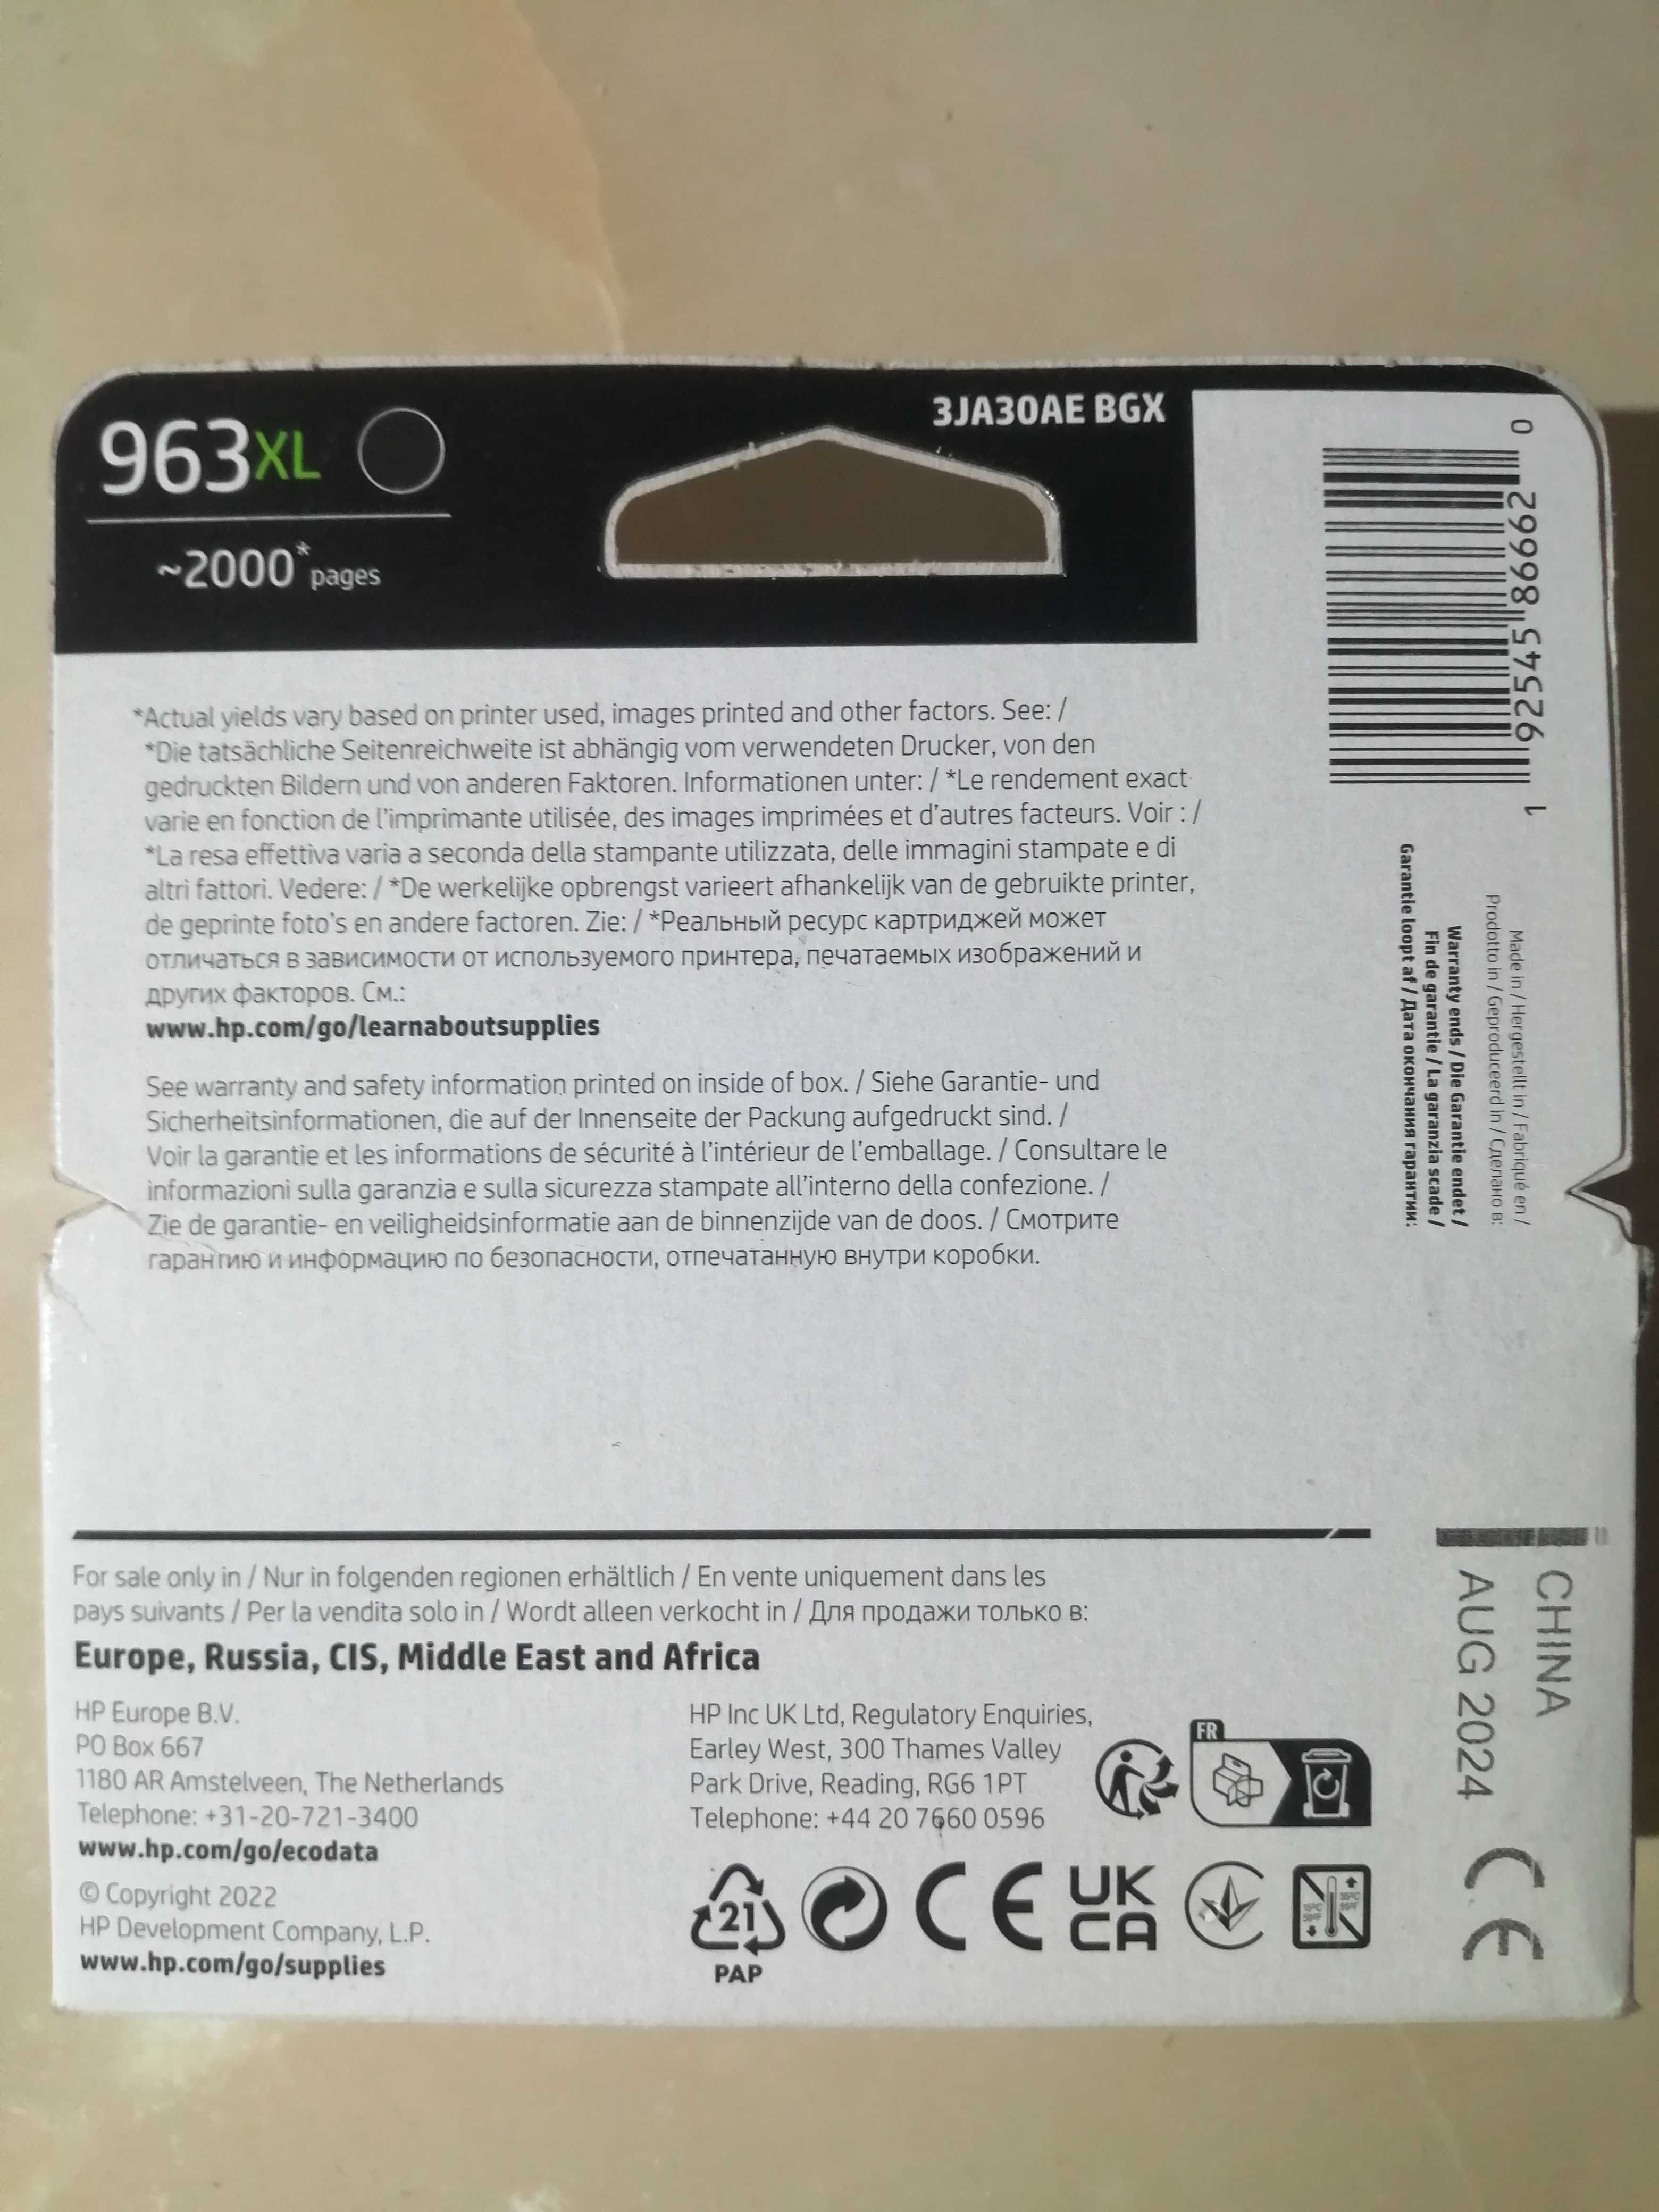 963XL
~2000* pages
3JA30AE BGX
*Actual yields vary based on printer used, images printed and other factors. See: /
*Die tatsächliche Seitenreichweite ist abhängig vom verwendeten Drucker, von den
gedruckten Bildern und von anderen Faktoren. Informationen unter: / *Le rendement exact
varie en fonction de l'imprimante utilisée, des images imprimées et d'autres facteurs. Voir : /
*La resa effettiva varia a seconda della stampante utilizzata, delle immagini stampate e di
altri fattori. Vedere: / *De werkelijke opbrengst varieert afhankelijk van de gebruikte printer,
de geprinte foto's en andere factoren. Zie: / *Реальный ресурс картриджей может
отличаться в зависимости от используемого принтера, печатаемых изображений и
других факторов. См.:
www.hp.com/go/learnaboutsupplies
See warranty and safety information printed on inside of box. / Siehe Garantie- und
Sicherheitsinformationen, die auf der Innenseite der Packung aufgedruckt sind. /
Voir la garantie et les informations de sécurité à l'intérieur de l'emballage. / Consultare le
informazioni sulla garanzia e sulla sicurezza stampate all'interno della confezione. /
Zie de garantie- en veiligheidsinformatie aan de binnenzijde van de doos. / Смотрите
гарантию и информацию по безопасности, отпечатанную внутри коробки.
0 92545 86992 1
Made in / Hergestellt in / Fabriqué en /
Prodotto in / Geproduceerd in / Сделано в:
Warranty ends / Die Garantie endet /
Fin de garantie / La garanzia scade /
Garantie loopt af / Дата окончания гарантии:
CHINA
AUG 2024
CE
For sale only in / Nur in folgenden regionen erhältlich / En vente uniquement dans les
pays suivants / Per la vendita solo in / Wordt alleen verkocht in / Для продажи только в:
Europe, Russia, CIS, Middle East and Africa
HP Europe B.V.
PO Box 667
1180 AR Amstelveen, The Netherlands
Telephone: +31-20-721-3400
www.hp.com/go/ecodata
© Copyright 2022
HP Development Company, L.P.
www.hp.com/go/supplies
HP Inc UK Ltd, Regulatory Enquiries,
Earley West, 300 Thames Valley
Park Drive, Reading, RG6 1PT
Telephone: +44 20 7660 0596
FR
21
PAP
CE
UK
CA